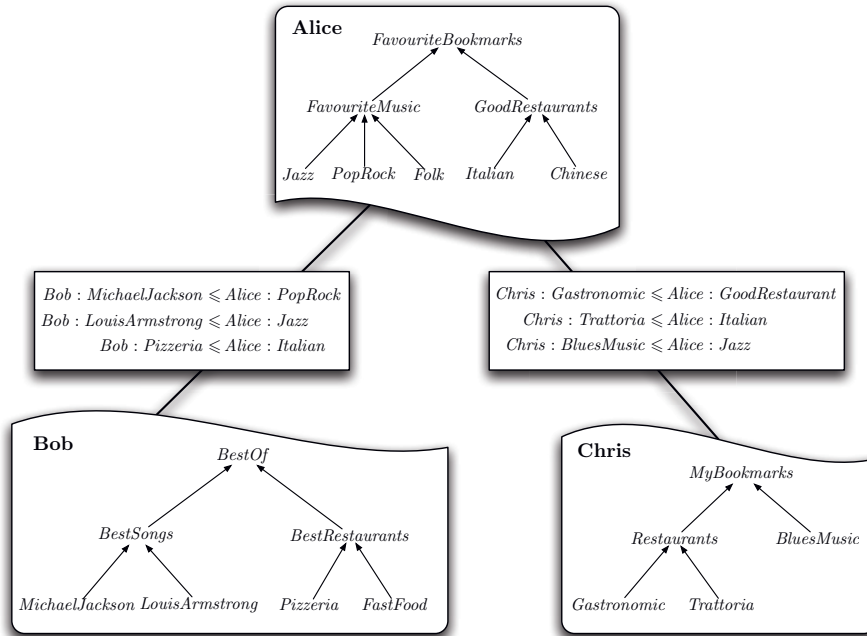 Alice
FavouriteBookmarks
FavouriteMusic GoodRestaurants
Jazz PopRock Folk Italian Chinese
Bob : MichaelJackson ⩽ Alice : PopRock
Bob : LouisArmstrong ⩽ Alice : Jazz
Bob : Pizzeria ⩽ Alice : Italian
Chris : Gastronomic ⩽ Alice : GoodRestaurant
Chris : Trattoria ⩽ Alice : Italian
Chris : BluesMusic ⩽ Alice : Jazz
Bob
BestOf
BestSongs BestRestaurants
MichaelJackson LouisArmstrong Pizzeria FastFood
Chris
MyBookmarks
Restaurants BluesMusic
Gastronomic Trattoria